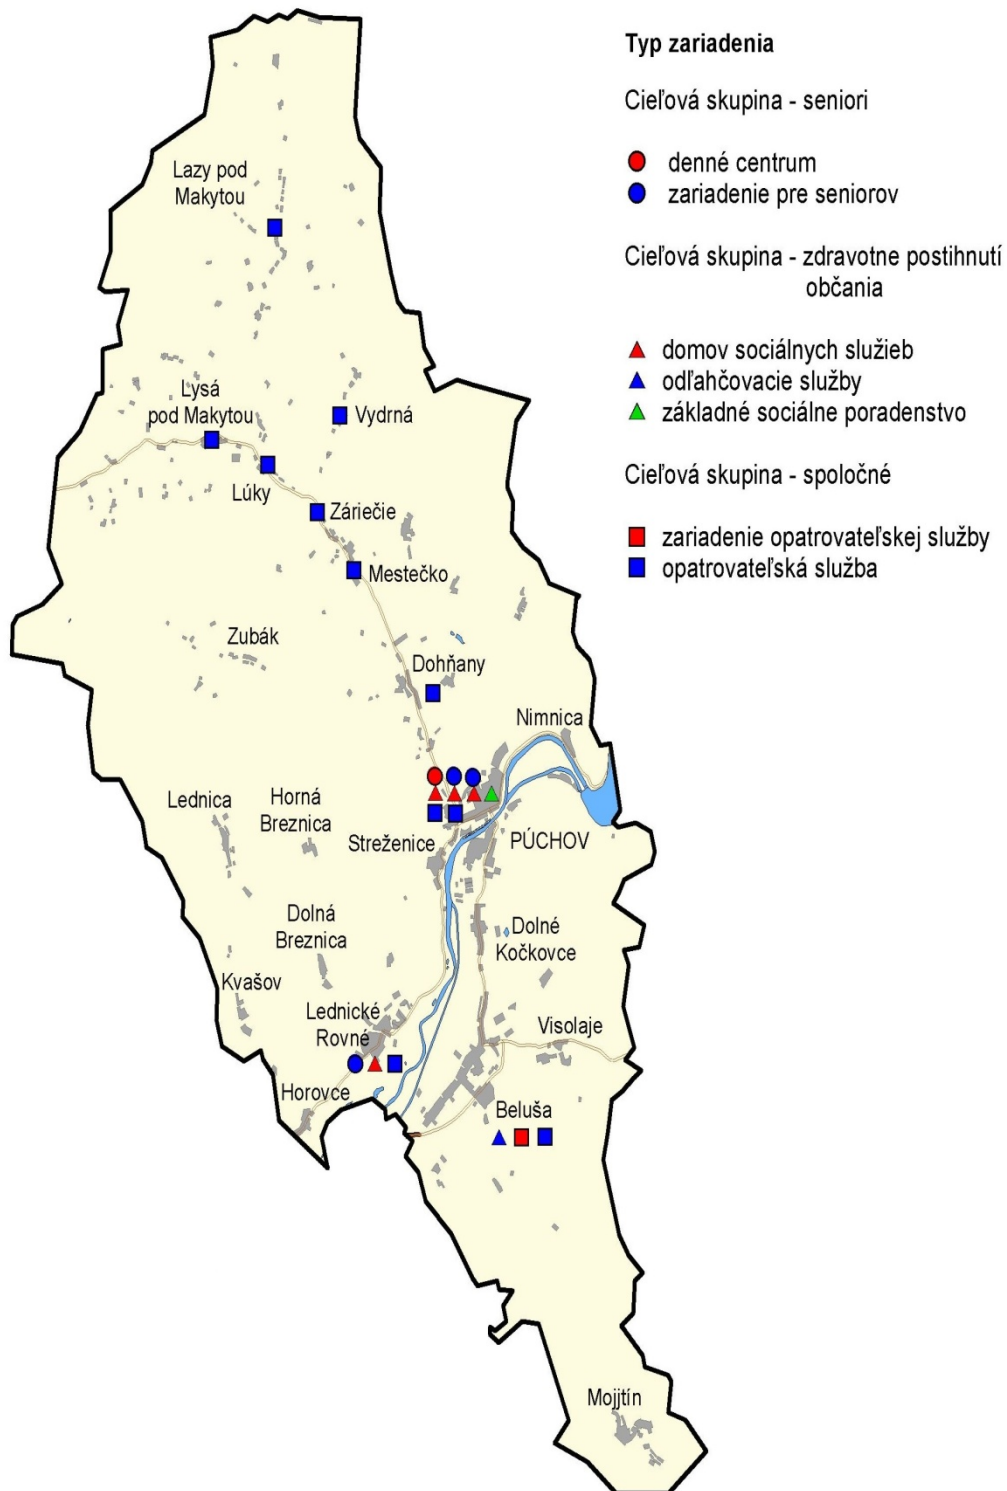 Typ zariadenia
Cieľová skupina - seniori
denné centrum
zariadenie pre seniorov
Cieľová skupina - zdravotne postihnutí
občania
domov sociálnych služieb
odľahčovacie služby
základné sociálne poradenstvo
Cieľová skupina - spoločné
zariadenie opatrovateľskej služby
opatrovateľská služba
Lazy pod
Makytou
Lysá
pod Makytou
Vydrná
Lúky
Záriečie
Mestečko
Zubák
Dohňany
Nimnica
Lednica
Horná
Breznica
Streženice
PÚCHOV
Dolná
Breznica
Dolné
Kočkovce
Kvašov
Lednické
Rovné
Visolaje
Horovce
Beluša
Mojjtín